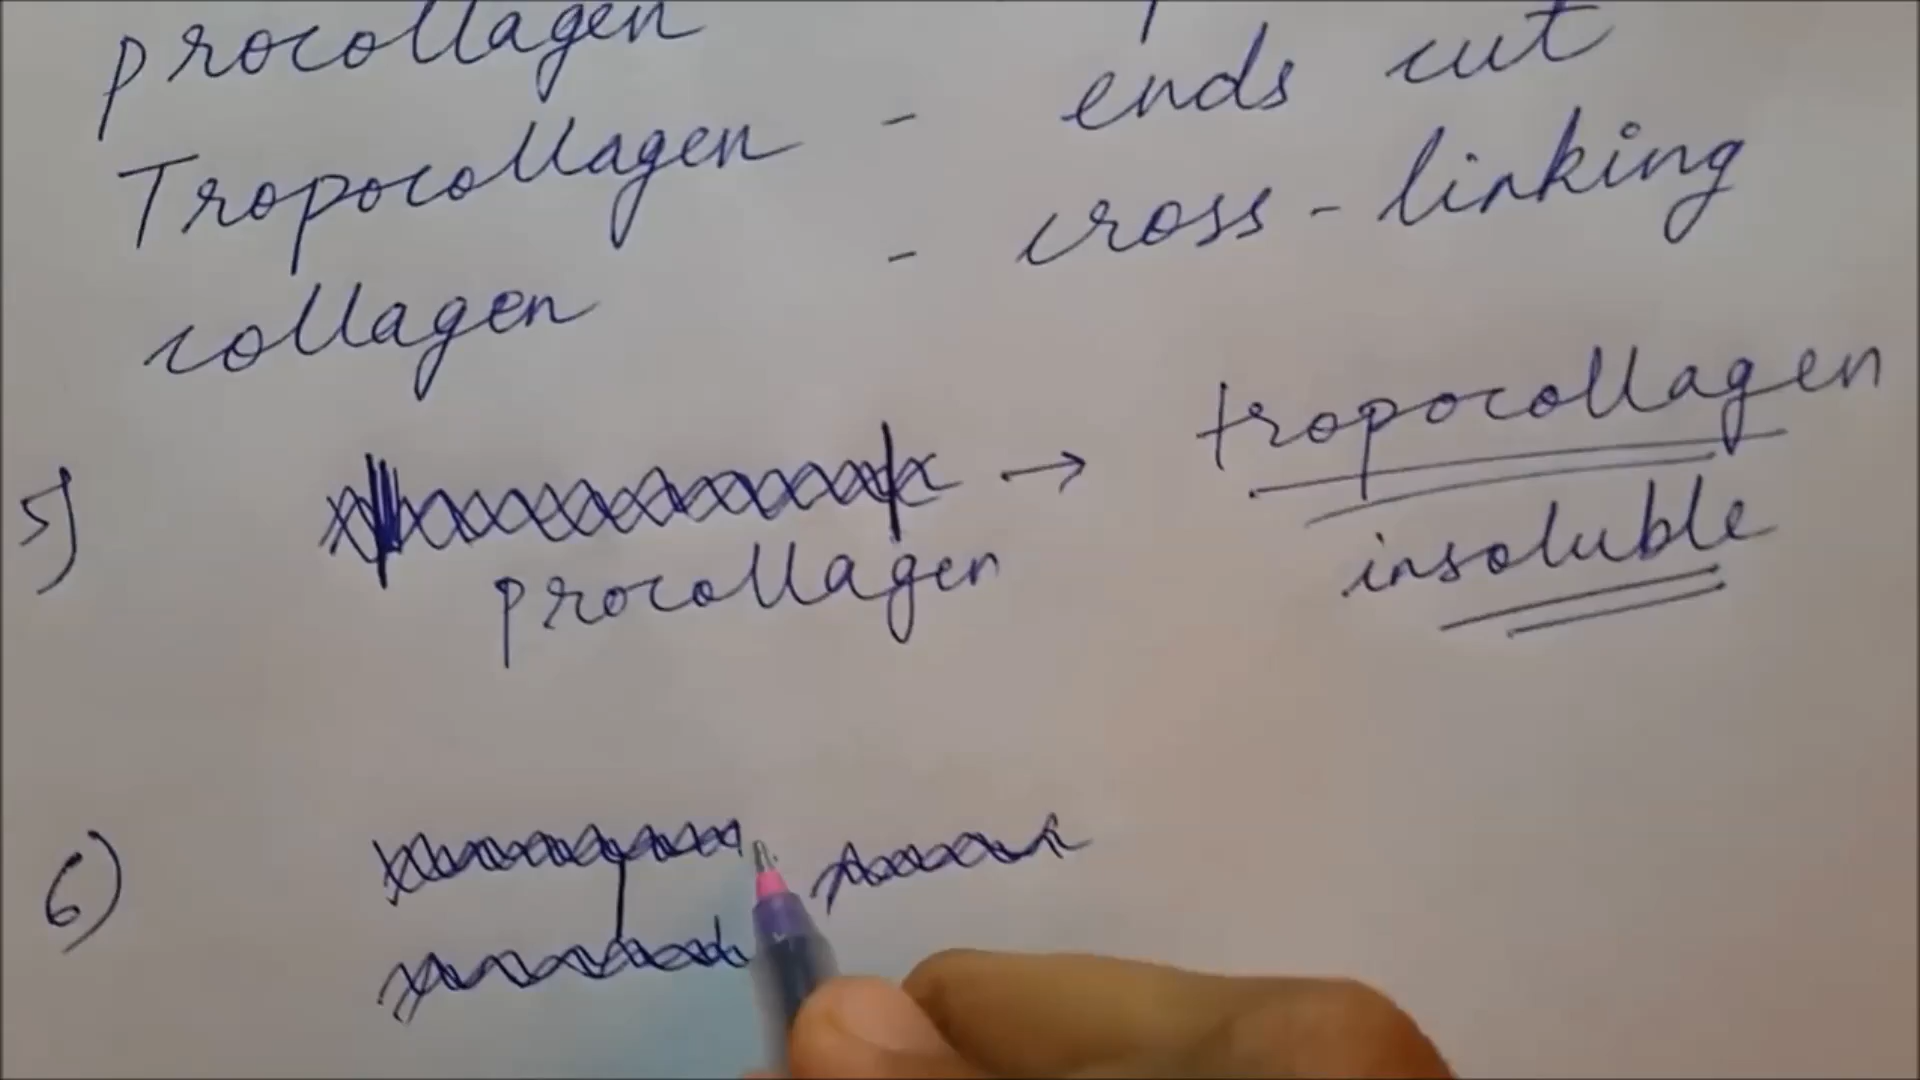 procollagen
Tropocollagen - ends cut
collagen - cross-linking
5) → tropocollagen
procollagen insoluble
6)